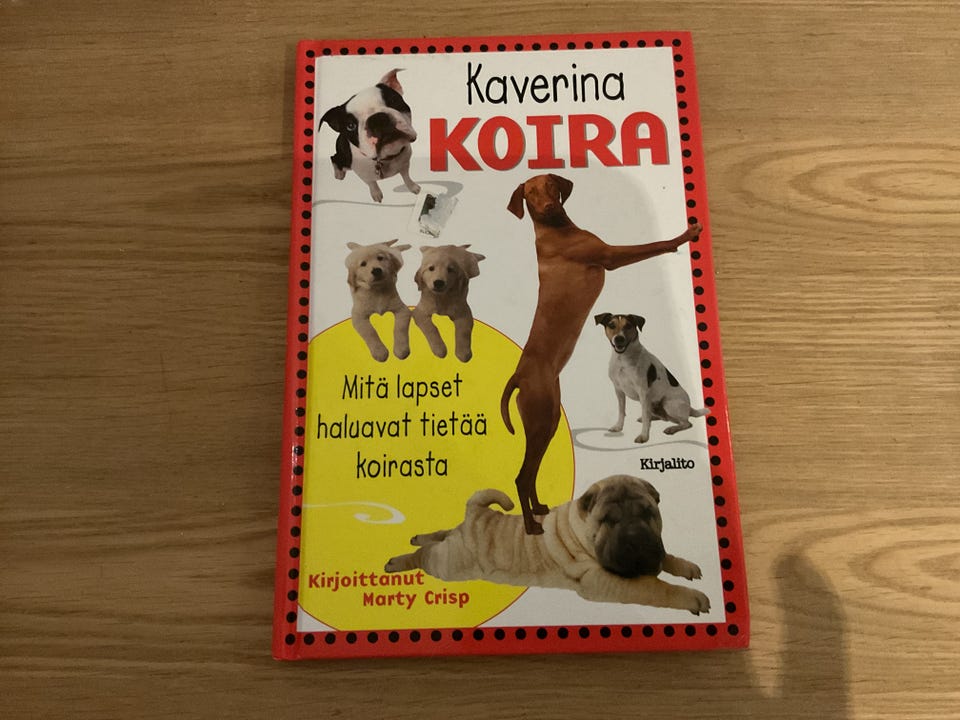 Kaverina
KOIRA
Mitä lapset
haluavat tietää
koirasta
Kirjalito
Kirjoittanut
Marty Crisp